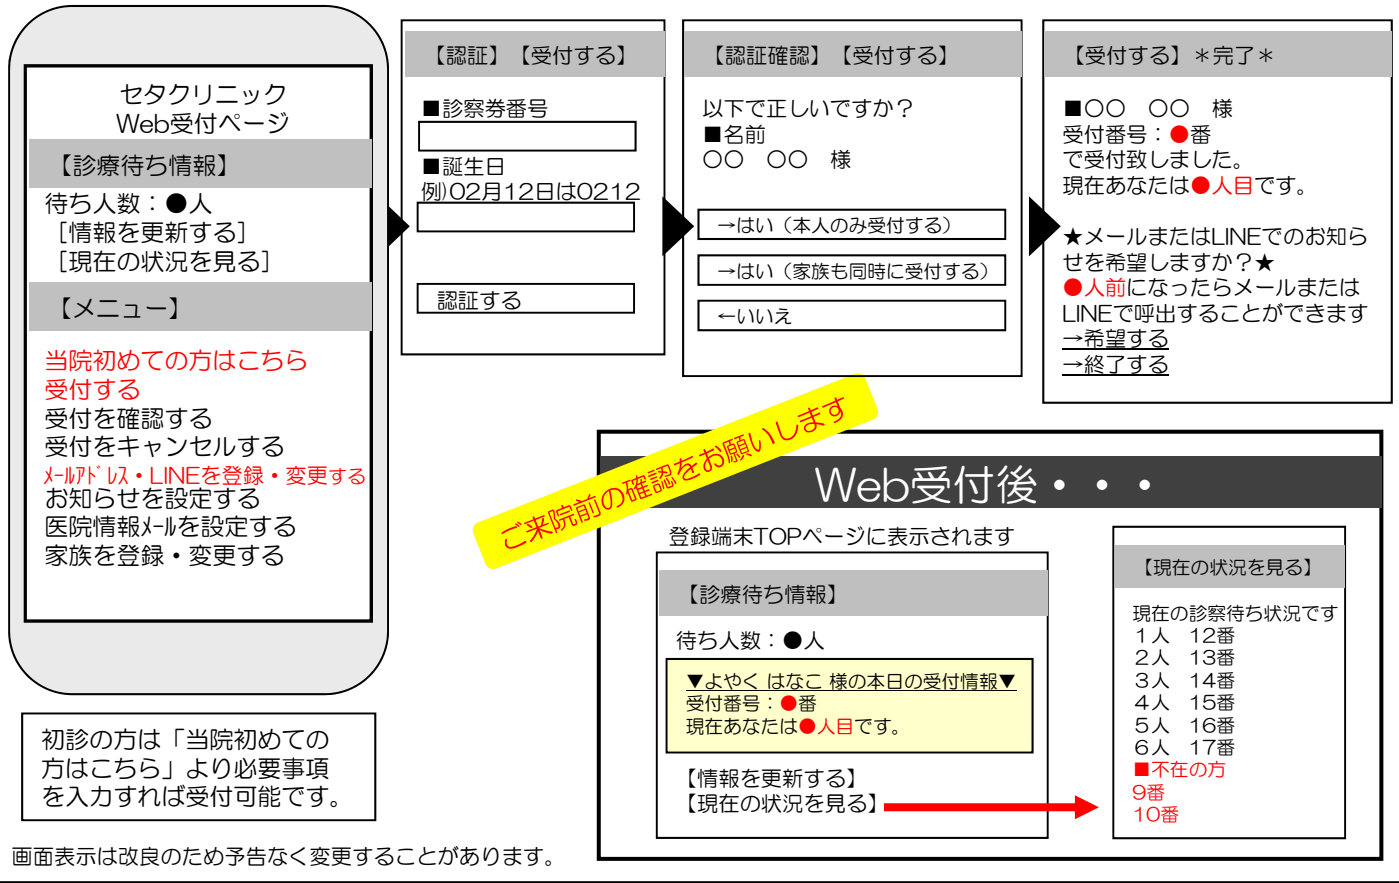 セタクリニック
Web受付ページ
【診療待ち情報】
待ち人数：●人
［情報を更新する］
［現在の状況を見る］
【メニュー】
当院初めての方はこちら
受付する
受付を確認する
受付をキャンセルする
ﾒｰﾙｱﾄﾞﾚｽ・LINEを登録・変更する
お知らせを設定する
医院情報ﾒｰﾙを設定する
家族を登録・変更する
初診の方は「当院初めての
方はこちら」より必要事項
を入力すれば受付可能です。
【認証】【受付する】
■診察券番号
■誕生日
例)02月12日は0212
認証する
【認証確認】【受付する】
以下で正しいですか？
■名前
○○　○○　様
→はい（本人のみ受付する）
→はい（家族も同時に受付する）
←いいえ
【受付する】＊完了＊
■○○　○○　様
受付番号：●番
で受付致しました。
現在あなたは●人目です。
★メールまたはLINEでのお知ら
せを希望しますか？★
●人前になったらメールまたは
LINEで呼出することができます
→希望する
→終了する
ご来院前の確認をお願いします
Web受付後・・・
登録端末TOPページに表示されます
【診療待ち情報】
待ち人数：●人
▼よやく はなこ 様の本日の受付情報▼
受付番号：●番
現在あなたは●人目です。
【情報を更新する】
【現在の状況を見る】
【現在の状況を見る】
現在の診察待ち状況です
1人　12番
2人　13番
3人　14番
4人　15番
5人　16番
6人　17番
■不在の方
9番
10番
画面表示は改良のため予告なく変更することがあります。